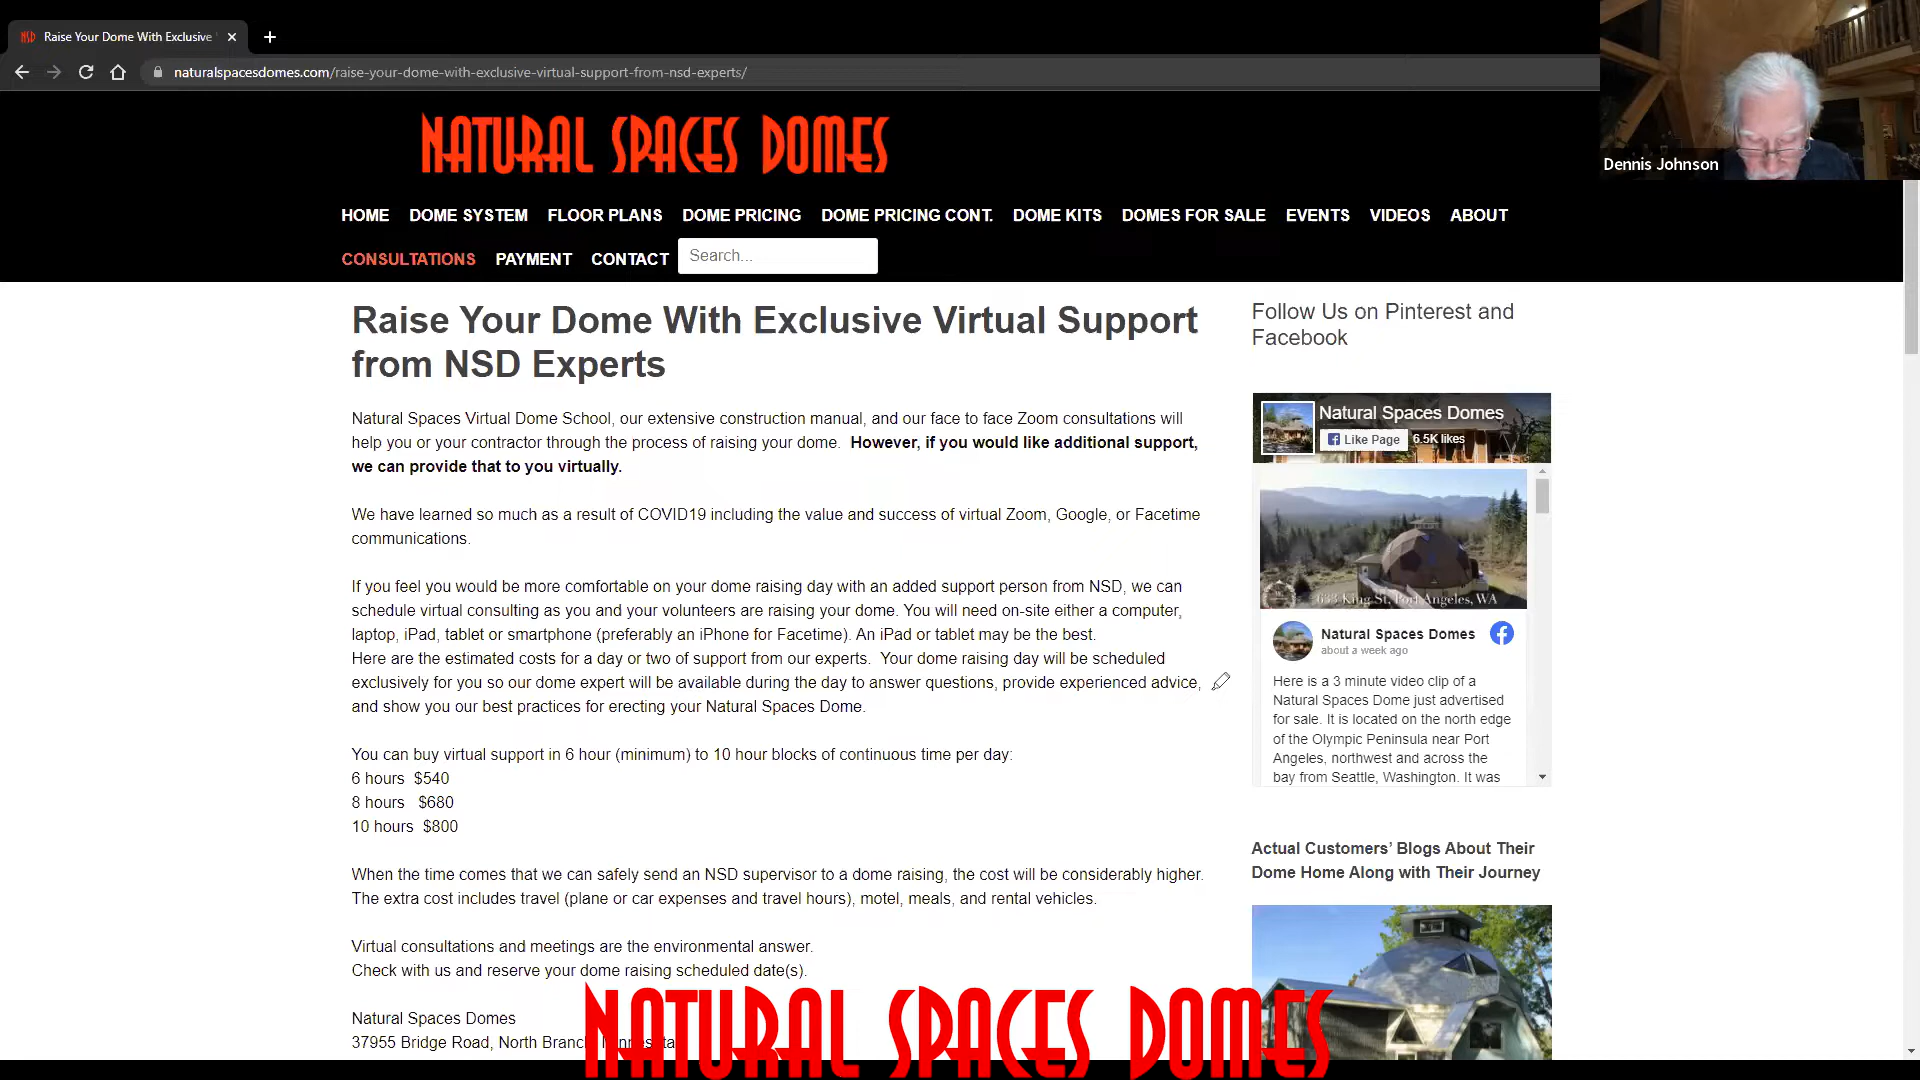 Raise Your Dome With Exclusive
naturalspacesdomes.com/raise-your-dome-with-exclusive-virtual-support-from-nsd-experts/
Dennis Johnson
NATURAL SPACES DOMES
HOME DOME SYSTEM FLOOR PLANS DOME PRICING DOME PRICING CONT. DOME KITS DOMES FOR SALE EVENTS VIDEOS ABOUT
CONSULTATIONS PAYMENT CONTACT Search...
Raise Your Dome With Exclusive Virtual Support
from NSD Experts
Natural Spaces Virtual Dome School, our extensive construction manual, and our face to face Zoom consultations will
help you or your contractor through the process of raising your dome. However, if you would like additional support,
we can provide that to you virtually.
We have learned so much as a result of COVID19 including the value and success of virtual Zoom, Google, or Facetime
communications.
If you feel you would be more comfortable on your dome raising day with an added support person from NSD, we can
schedule virtual consulting as you and your volunteers are raising your dome. You will need on-site either a computer,
laptop, iPad, tablet or smartphone (preferably an iPhone for Facetime). An iPad or tablet may be the best.
Here are the estimated costs for a day or two of support from our experts. Your dome raising day will be scheduled
exclusively for you so our dome expert will be available during the day to answer questions, provide experienced advice,
and show you our best practices for erecting your Natural Spaces Dome.
You can buy virtual support in 6 hour (minimum) to 10 hour blocks of continuous time per day:
6 hours $540
8 hours $680
10 hours $800
When the time comes that we can safely send an NSD supervisor to a dome raising, the cost will be considerably higher.
The extra cost includes travel (plane or car expenses and travel hours), motel, meals, and rental vehicles.
Virtual consultations and meetings are the environmental answer.
Check with us and reserve your dome raising scheduled date(s).
Natural Spaces Domes
37955 Bridge Road, North Branch
Follow Us on Pinterest and
Facebook
Natural Spaces Domes
Like Page 6.5K likes
633 King St, Port Angeles, WA
Natural Spaces Domes
about a week ago
Here is a 3 minute video clip of a
Natural Spaces Dome just advertised
for sale. It is located on the north edge
of the Olympic Peninsula near Port
Angeles, northwest and across the
bay from Seattle, Washington. It was
Actual Customers' Blogs About Their
Dome Home Along with Their Journey
NATURAL SPACES DOMES